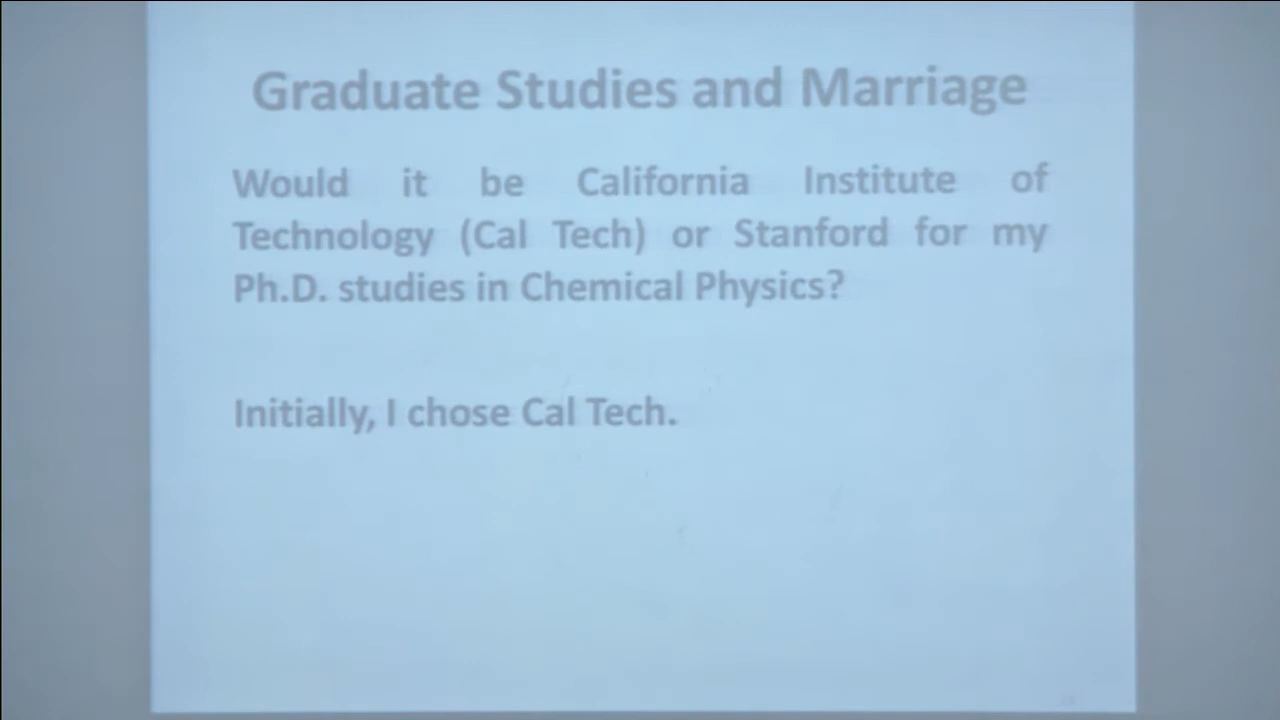 Graduate Studies and Marriage
Would it be California Institute of
Technology (Cal Tech) or Stanford for my
Ph.D. studies in Chemical Physics?
Initially, I chose Cal Tech.